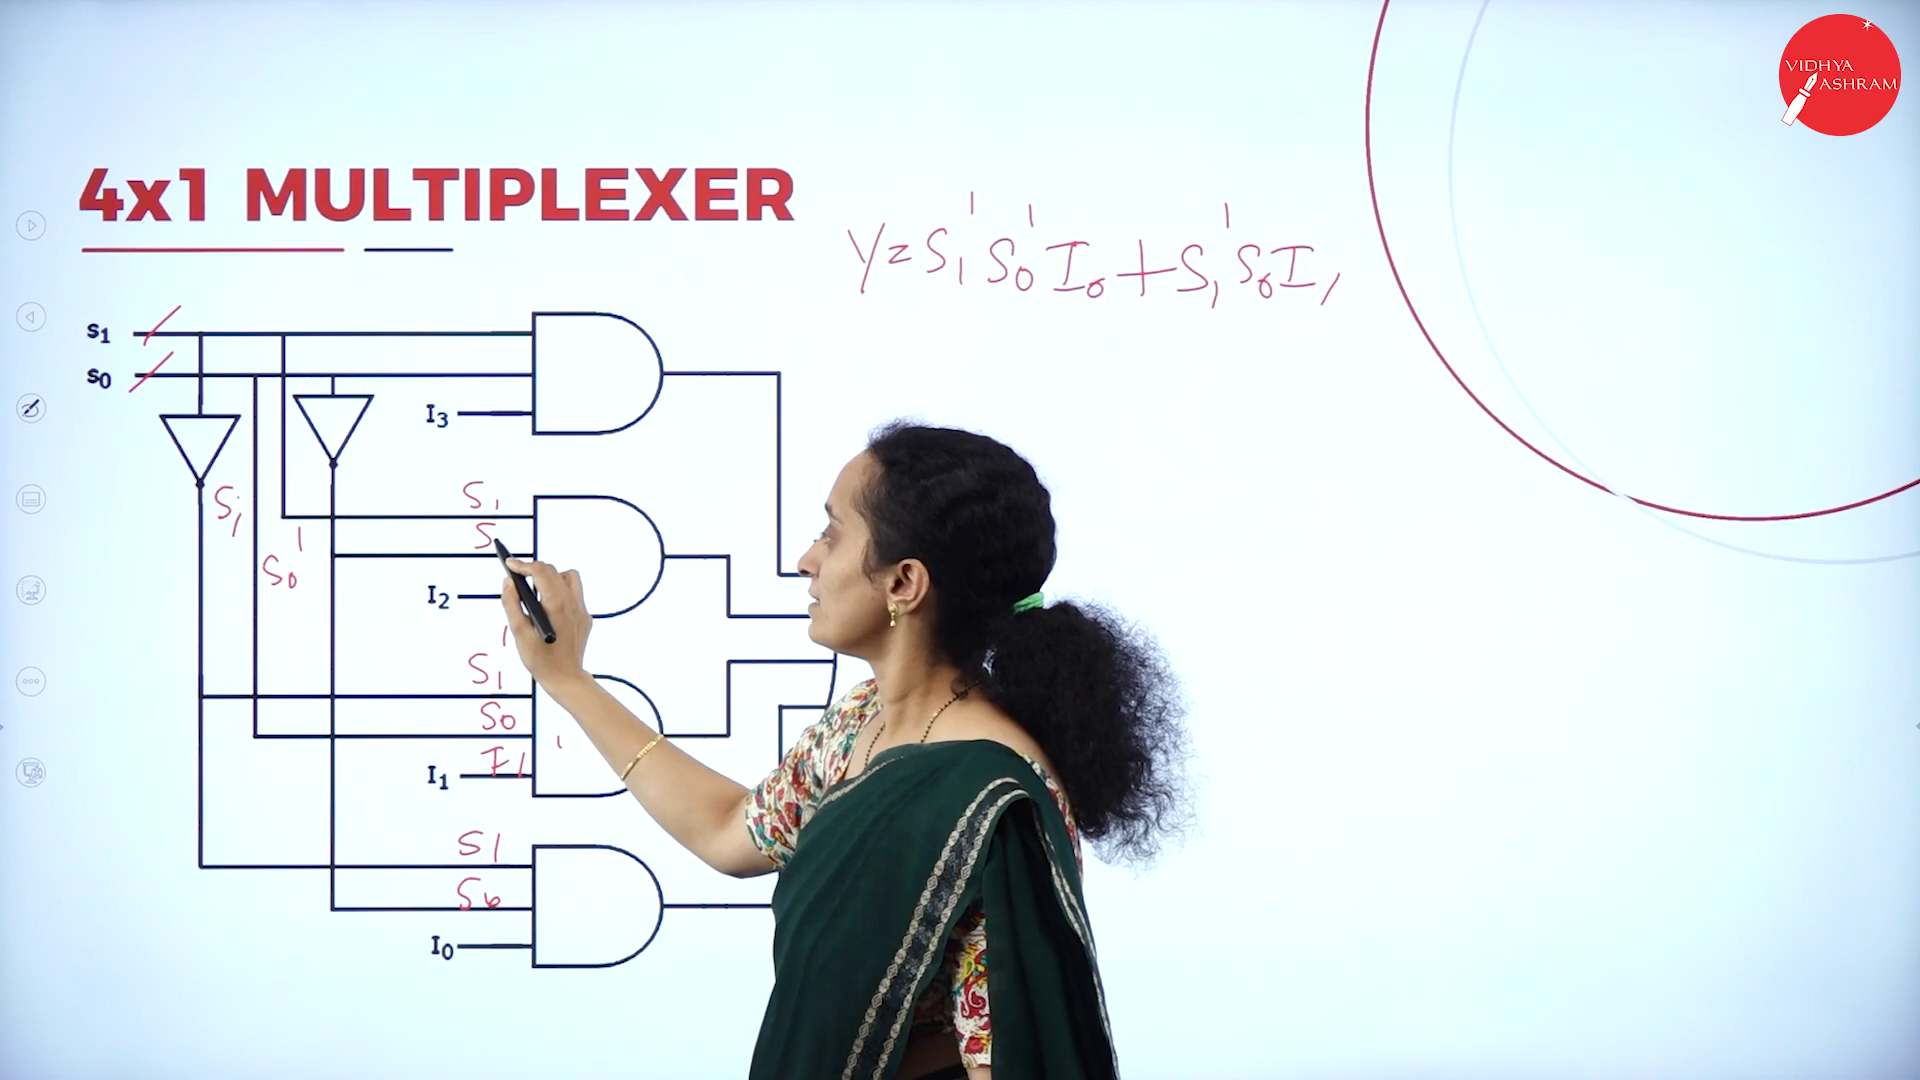 VIDHYA
ASHRAM
4x1 MULTIPLEXER
Y=S₁'S₀'I₀+S₁'S₀I₁
S₁
S₀
I₃
S₁'
S₀'
S₁
S
I₂
S₁'
S₀
I₁
I₁
S₁
S₀
I₀